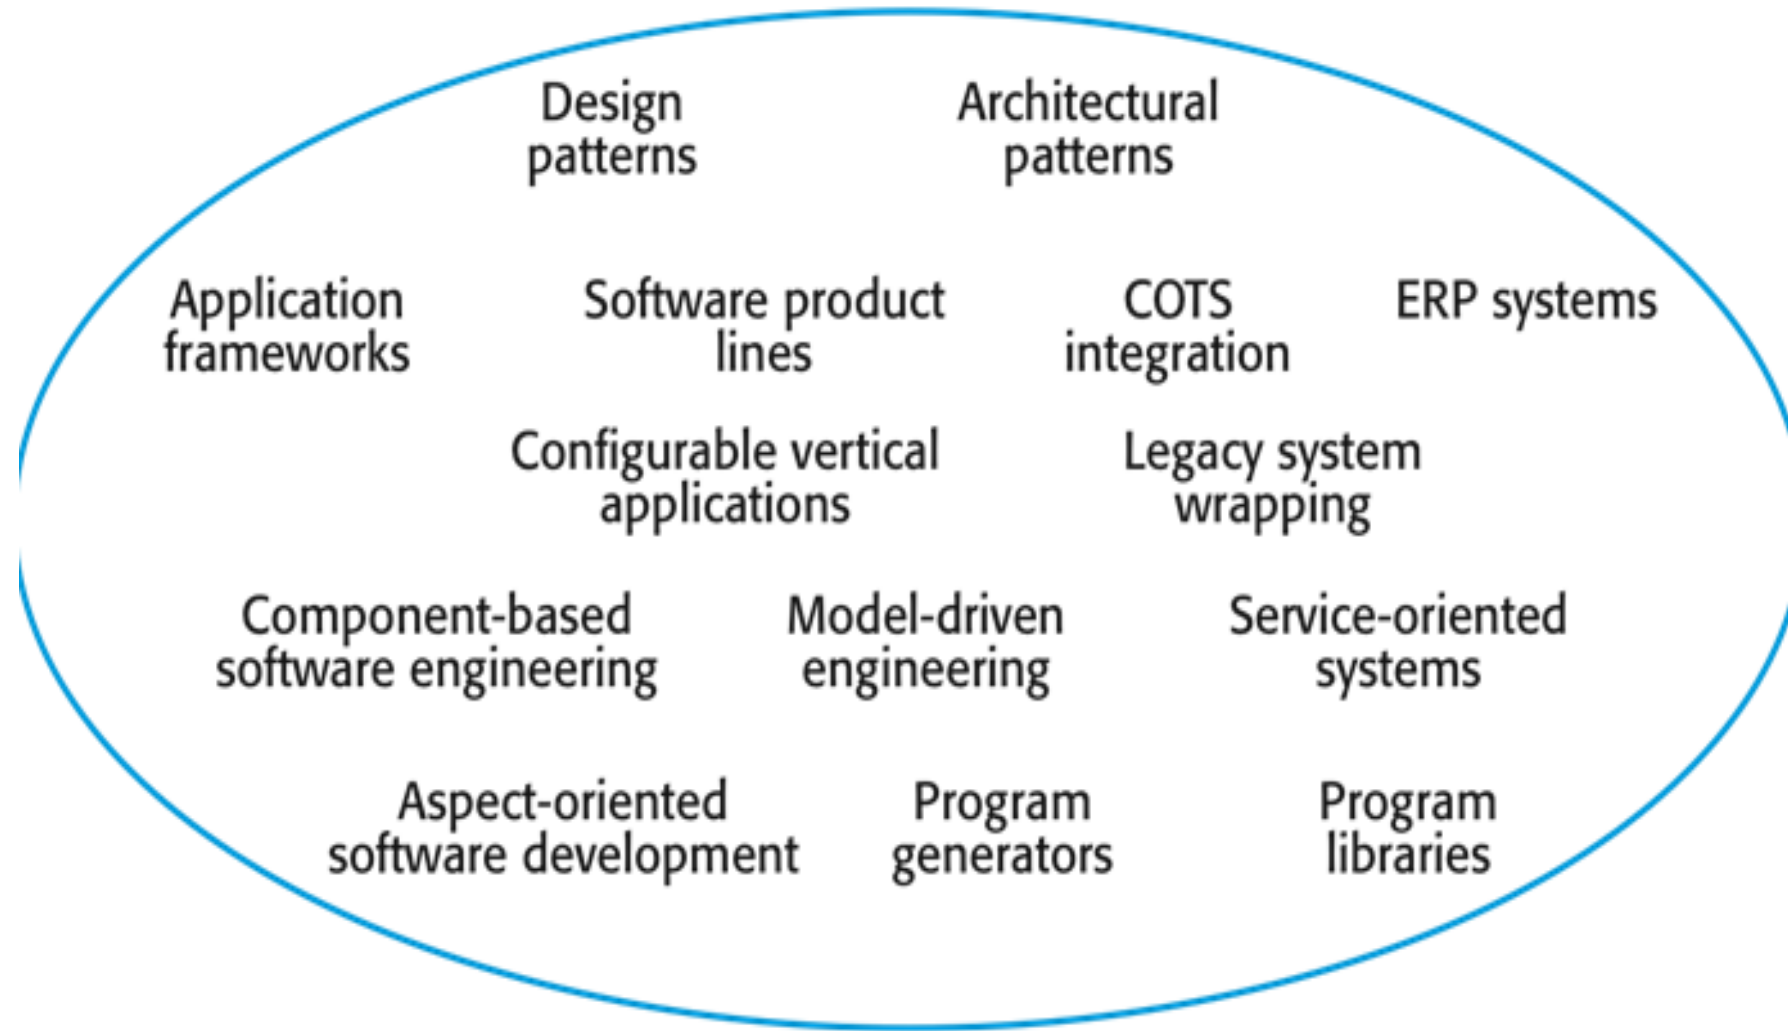 Design
patterns
Architectural
patterns
Application
frameworks
Software product
lines
COTS
integration
ERP systems
Configurable vertical
applications
Legacy system
wrapping
Component-based
software engineering
Model-driven
engineering
Service-oriented
systems
Aspect-oriented
software development
Program
generators
Program
libraries